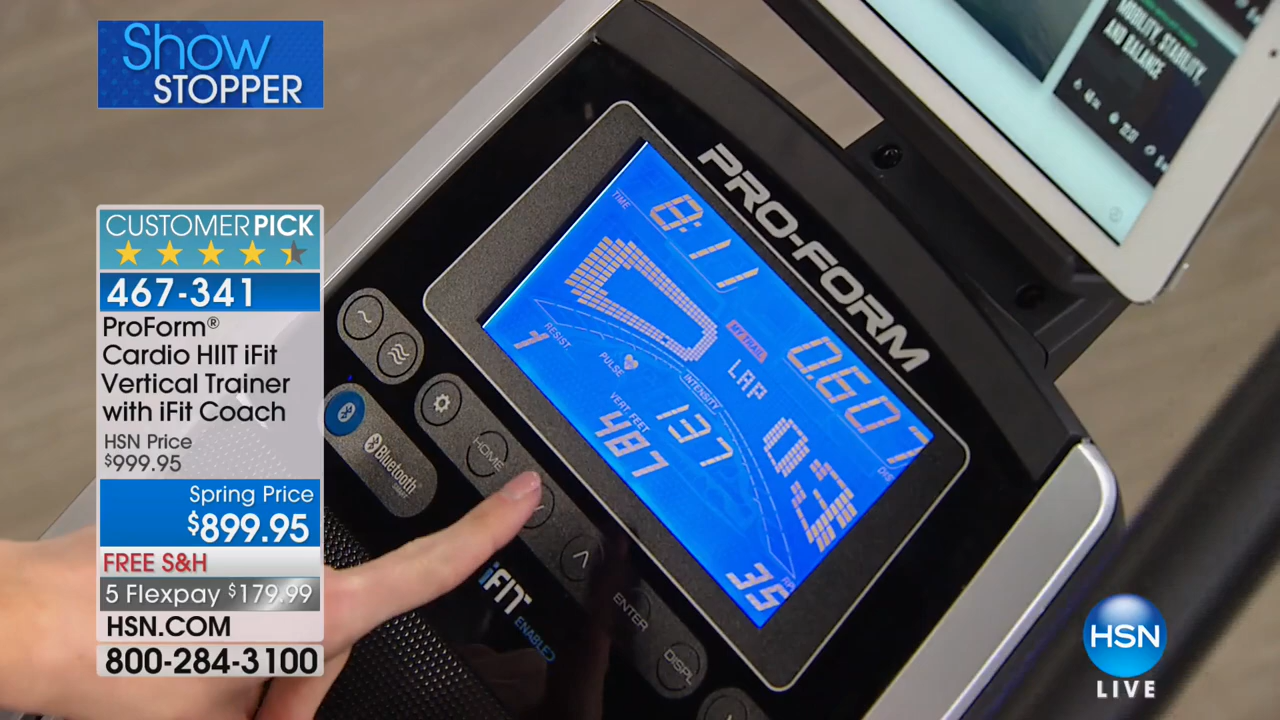 Show
STOPPER
CUSTOMER PICK
467-341
ProForm®
Cardio HIIT iFit
Vertical Trainer
with iFit Coach
HSN Price
$999.95
Spring Price
$899.95
FREE S&H
5 Flexpay $179.99
HSN.COM
800-284-3100
MOBILITY, STABILITY,
AND BALANCE
PRO-FORM
TIME
8:11
0.607
DIS
LAP
03
RESIST
1
PULSE
INTENSITY
137
VERT FEET
487
35
Bluetooth
HOME
ENTER
DISPL
iFIT
ENABLED
HSN
LIVE